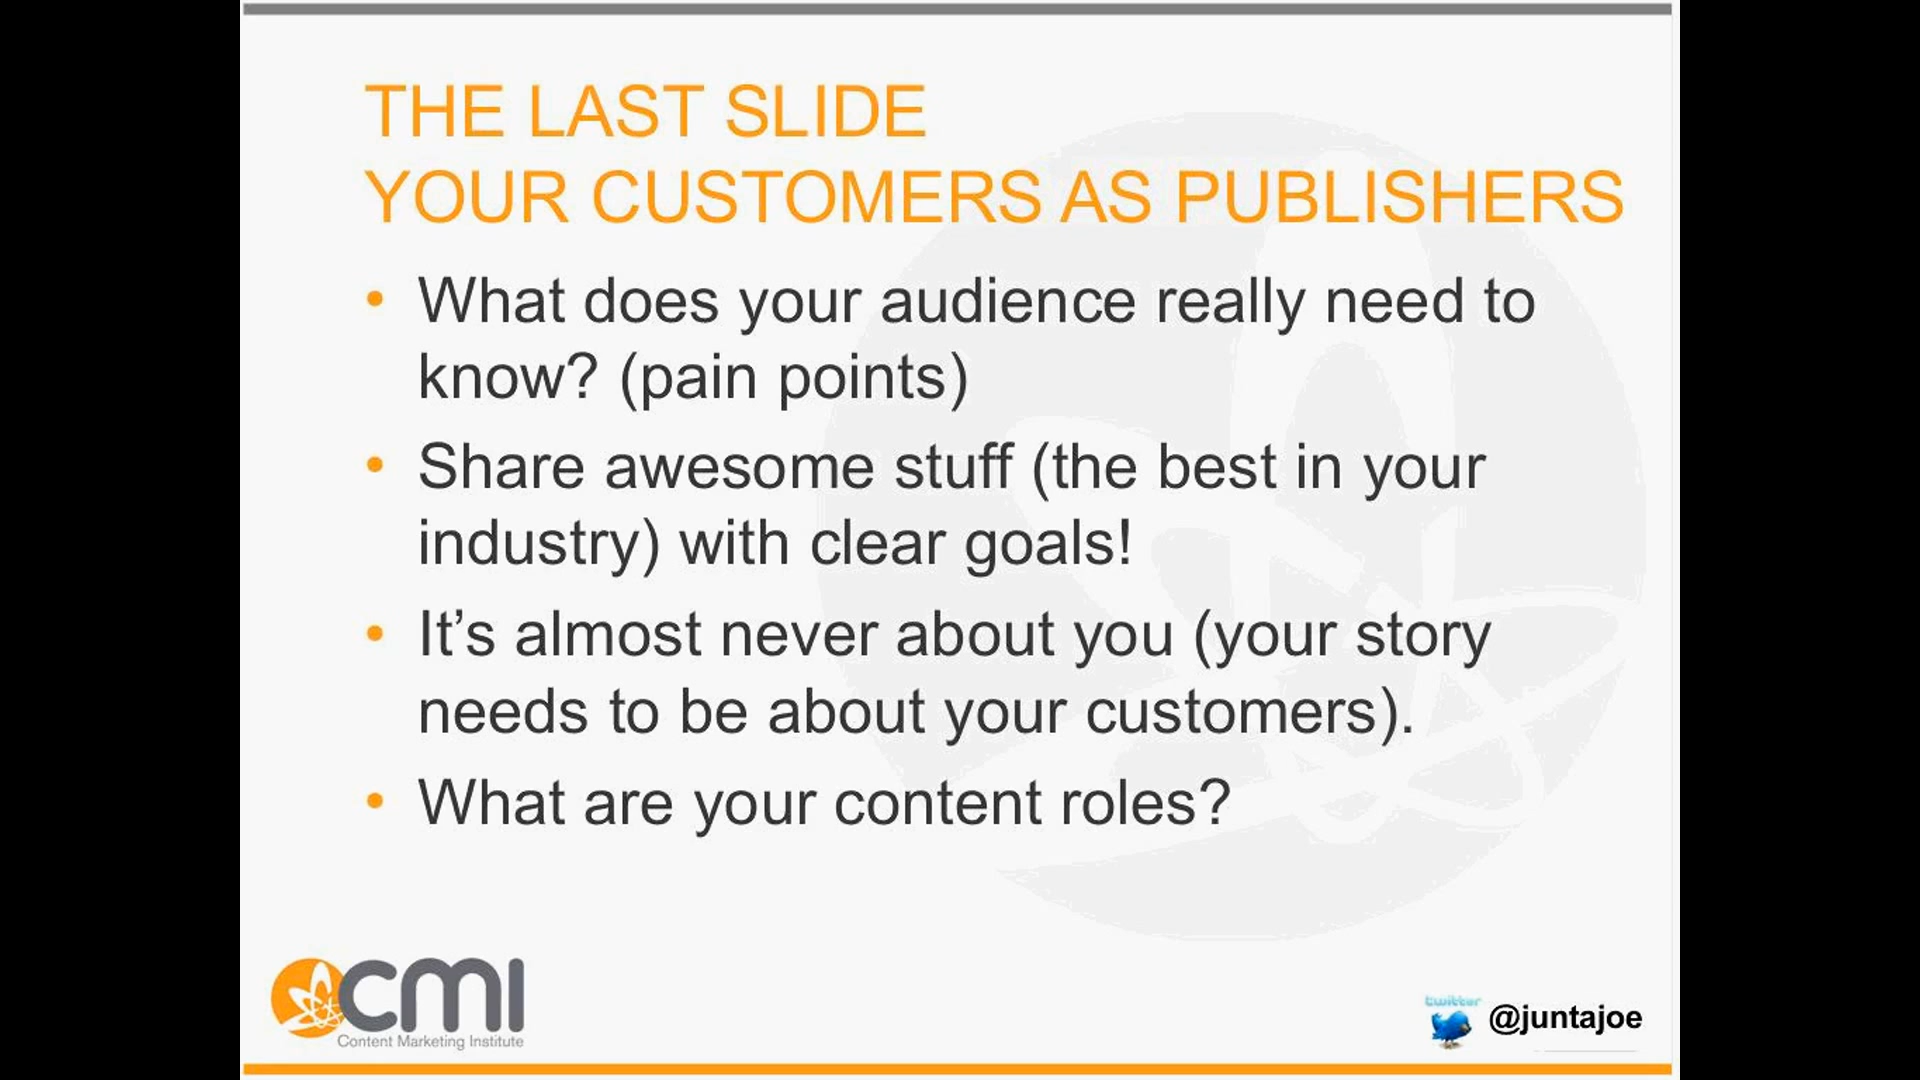 THE LAST SLIDE
YOUR CUSTOMERS AS PUBLISHERS
• What does your audience really need to
know? (pain points)
• Share awesome stuff (the best in your
industry) with clear goals!
• It’s almost never about you (your story
needs to be about your customers).
• What are your content roles?
cmi
Content Marketing Institute
twitter
@juntajoe